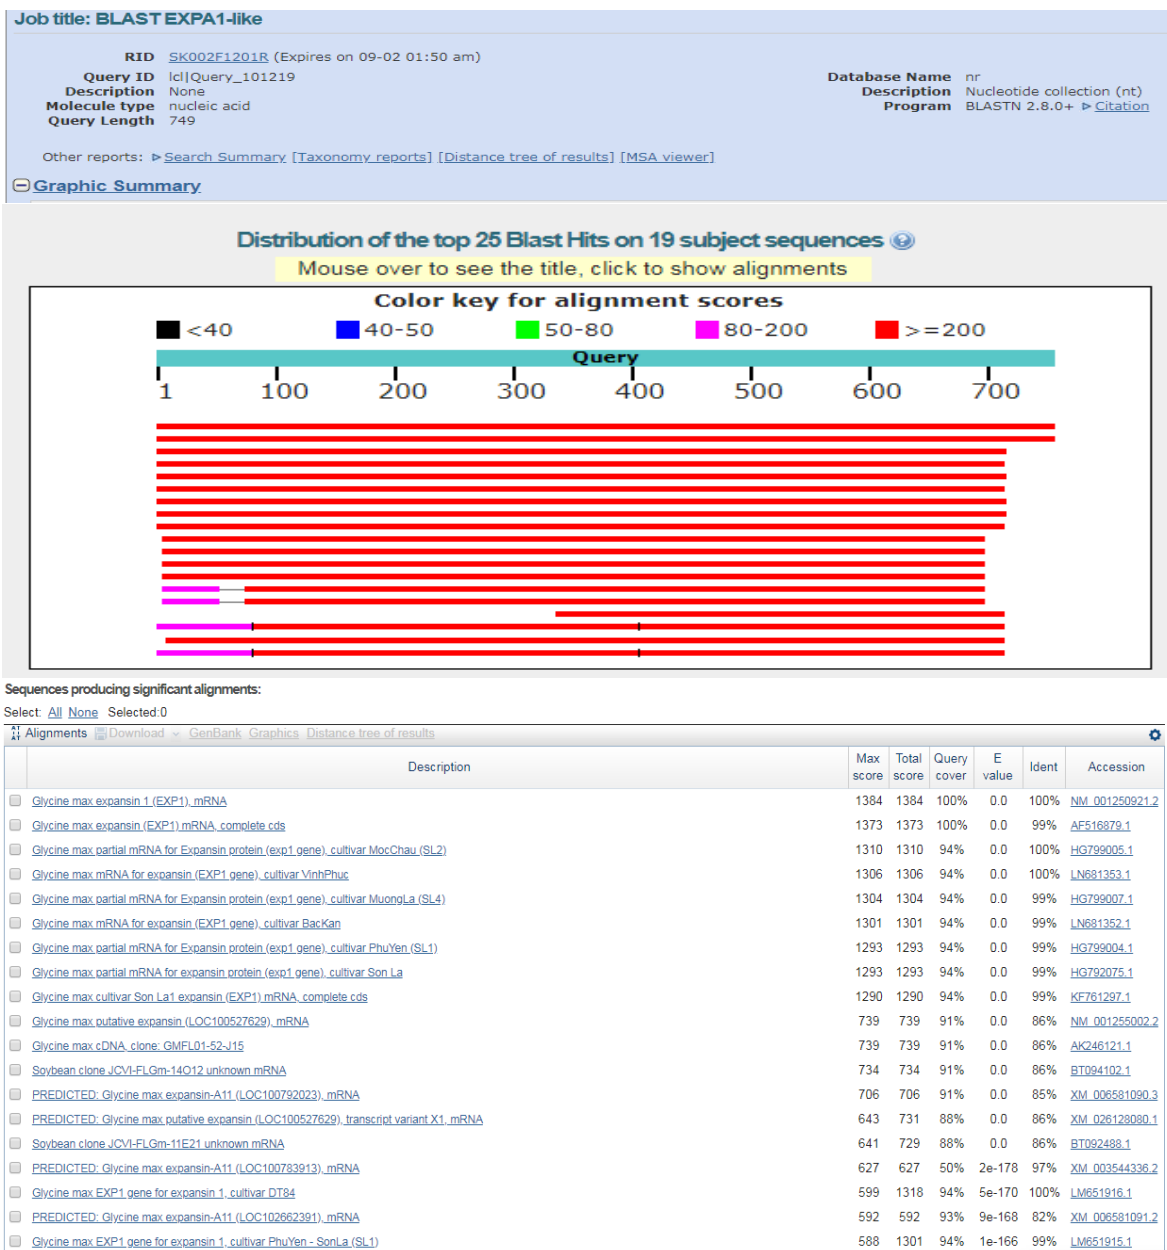 Job title: BLAST EXPA1-like
RID SK002F1201R (Expires on 09-02 01:50 am)
Query ID lcl|Query_101219
Description None
Molecule type nucleic acid
Query Length 749
Database Name nr
Description Nucleotide collection (nt)
Program BLASTN 2.8.0+ Citation
Other reports: Search Summary [Taxonomy reports] [Distance tree of results] [MSA viewer]
Graphic Summary
Distribution of the top 25 Blast Hits on 19 subject sequences
Mouse over to see the title, click to show alignments
Color key for alignment scores
<40 40-50 50-80 80-200 >=200
Query
1 100 200 300 400 500 600 700
Sequences producing significant alignments:
Select: All None Selected:0
Alignments Download GenBank Graphics Distance tree of results
Description Max score Total score Query cover E value Ident Accession
Glycine max expansin 1 (EXP1), mRNA 1384 1384 100% 0.0 100% NM_001250921.2
Glycine max expansin (EXP1) mRNA, complete cds 1373 1373 100% 0.0 99% AF516879.1
Glycine max partial mRNA for Expansin protein (exp1 gene), cultivar MocChau (SL2) 1310 1310 94% 0.0 100% HG799005.1
Glycine max mRNA for expansin (EXP1 gene), cultivar VinhPhuc 1306 1306 94% 0.0 100% LN681353.1
Glycine max partial mRNA for Expansin protein (exp1 gene), cultivar MuongLa (SL4) 1304 1304 94% 0.0 99% HG799007.1
Glycine max mRNA for expansin (EXP1 gene), cultivar BacKan 1301 1301 94% 0.0 99% LN681352.1
Glycine max partial mRNA for Expansin protein (exp1 gene), cultivar PhuYen (SL1) 1293 1293 94% 0.0 99% HG799004.1
Glycine max partial mRNA for expansin protein (exp1 gene), cultivar Son La 1293 1293 94% 0.0 99% HG792075.1
Glycine max cultivar Son La1 expansin (EXP1) mRNA, complete cds 1290 1290 94% 0.0 99% KF761297.1
Glycine max putative expansin (LOC100527629), mRNA 739 739 91% 0.0 86% NM_001255002.2
Glycine max cDNA, clone: GMFL01-52-J15 739 739 91% 0.0 86% AK246121.1
Soybean clone JCVI-FLGm-14O12 unknown mRNA 734 734 91% 0.0 86% BT094102.1
PREDICTED: Glycine max expansin-A11 (LOC100792023), mRNA 706 706 91% 0.0 85% XM_006581090.3
PREDICTED: Glycine max putative expansin (LOC100527629), transcript variant X1, mRNA 643 731 88% 0.0 86% XM_026128080.1
Soybean clone JCVI-FLGm-11E21 unknown mRNA 641 729 88% 0.0 86% BT092488.1
PREDICTED: Glycine max expansin-A11 (LOC100783913), mRNA 627 627 50% 2e-178 97% XM_003544336.2
Glycine max EXP1 gene for expansin 1, cultivar DT84 599 1318 94% 5e-170 100% LM651916.1
PREDICTED: Glycine max expansin-A11 (LOC102662391), mRNA 592 592 93% 9e-168 82% XM_006581091.2
Glycine max EXP1 gene for expansin 1, cultivar PhuYen - SonLa (SL1) 588 1301 94% 1e-166 99% LM651915.1